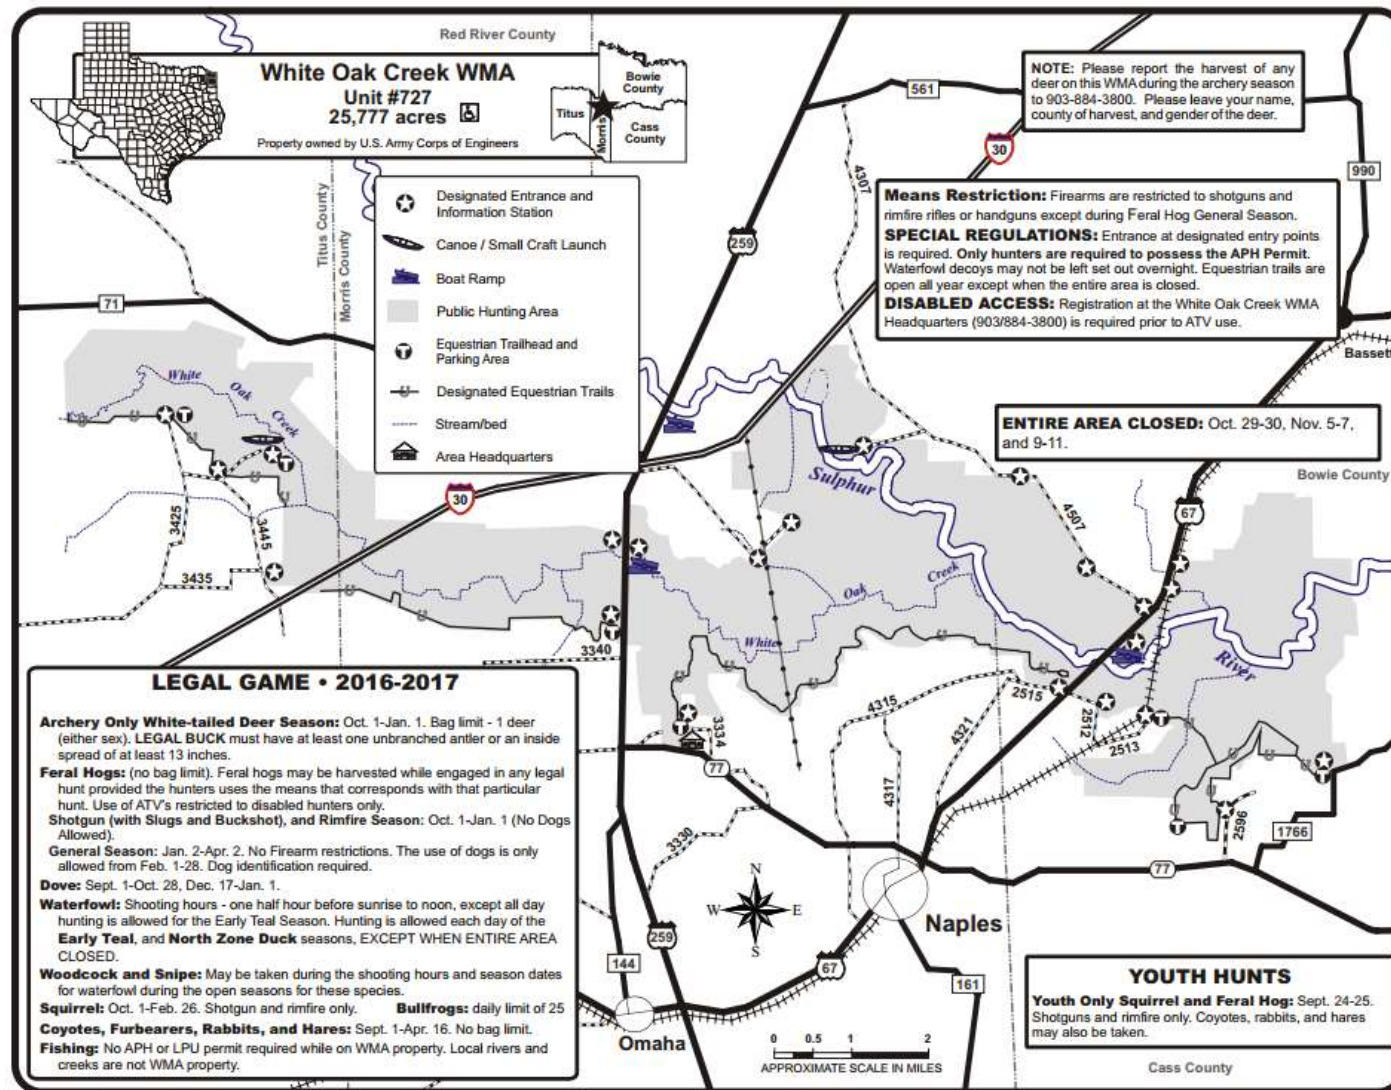 Red River County
White Oak Creek WMA
Unit #727
25,777 acres
Property owned by U.S. Army Corps of Engineers
Bowie
County
Titus
Morris
Cass
County
NOTE: Please report the harvest of any
deer on this WMA during the archery season
to 903-884-3800. Please leave your name,
county of harvest, and gender of the deer.
561
30
990
4307
259
Means Restriction: Firearms are restricted to shotguns and
rimfire rifles or handguns except during Feral Hog General Season.
SPECIAL REGULATIONS: Entrance at designated entry points
is required. Only hunters are required to possess the APH Permit.
Waterfowl decoys may not be left set out overnight. Equestrian trails are
open all year except when the entire area is closed.
DISABLED ACCESS: Registration at the White Oak Creek WMA
Headquarters (903/884-3800) is required prior to ATV use.
Designated Entrance and
Information Station
Canoe / Small Craft Launch
Boat Ramp
Public Hunting Area
Equestrian Trailhead and
Parking Area
Designated Equestrian Trails
Stream/bed
Area Headquarters
Titus County
Morris County
71
Bassett
ENTIRE AREA CLOSED: Oct. 29-30, Nov. 5-7,
and 9-11.
Bowie County
White
Oak
Creek
30
Sulphur
67
4507
3425
3445
3435
Oak
Creek
White
River
3340
3334
77
4315
4321
4317
2515
2512
2513
2596
1766
77
3330
LEGAL GAME • 2016-2017
Archery Only White-tailed Deer Season: Oct. 1-Jan. 1. Bag limit - 1 deer
(either sex). LEGAL BUCK must have at least one unbranched antler or an inside
spread of at least 13 inches.
Feral Hogs: (no bag limit). Feral hogs may be harvested while engaged in any legal
hunt provided the hunters uses the means that corresponds with that particular
hunt. Use of ATV's restricted to disabled hunters only.
Shotgun (with Slugs and Buckshot), and Rimfire Season: Oct. 1-Jan. 1 (No Dogs
Allowed).
General Season: Jan. 2-Apr. 2. No Firearm restrictions. The use of dogs is only
allowed from Feb. 1-28. Dog identification required.
Dove: Sept. 1-Oct. 28, Dec. 17-Jan. 1.
Waterfowl: Shooting hours - one half hour before sunrise to noon, except all day
hunting is allowed for the Early Teal Season. Hunting is allowed each day of the
Early Teal, and North Zone Duck seasons, EXCEPT WHEN ENTIRE AREA
CLOSED.
Woodcock and Snipe: May be taken during the shooting hours and season dates
for waterfowl during the open seasons for these species.
Squirrel: Oct. 1-Feb. 26. Shotgun and rimfire only. Bullfrogs: daily limit of 25
Coyotes, Furbearers, Rabbits, and Hares: Sept. 1-Apr. 16. No bag limit.
Fishing: No APH or LPU permit required while on WMA property. Local rivers and
creeks are not WMA property.
N
W E
S
Naples
259
144
67
161
Omaha
0 0.5 1 2
APPROXIMATE SCALE IN MILES
YOUTH HUNTS
Youth Only Squirrel and Feral Hog: Sept. 24-25.
Shotguns and rimfire only. Coyotes, rabbits, and hares
may also be taken.
Cass County